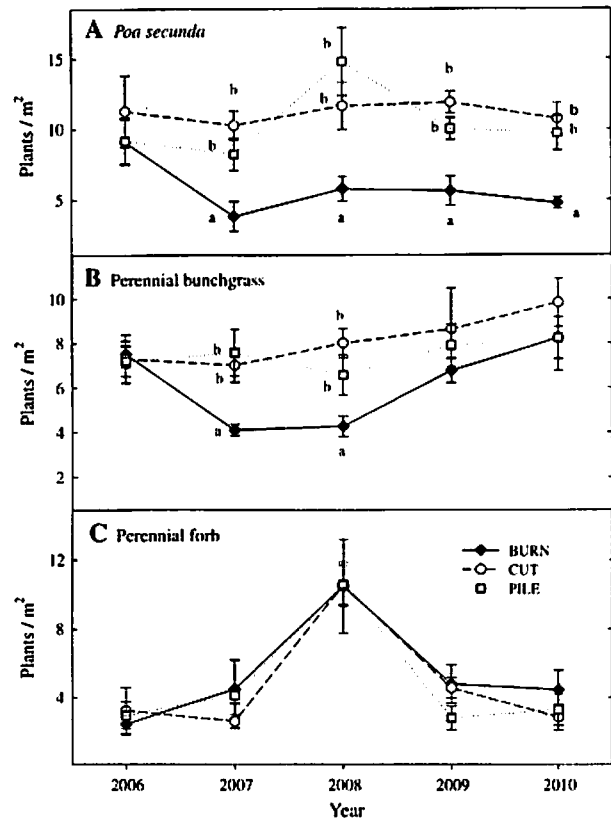 A Poa secunda
Plants / m²
15
10
5
b
b
b
b
b
b
b
b
a
a
a
a
B Perennial bunchgrass
Plants / m²
10
8
6
4
2
b
b
b
b
a
a
C Perennial forb
Plants / m²
12
8
4
BURN
CUT
PILE
2006 2007 2008 2009 2010
Year